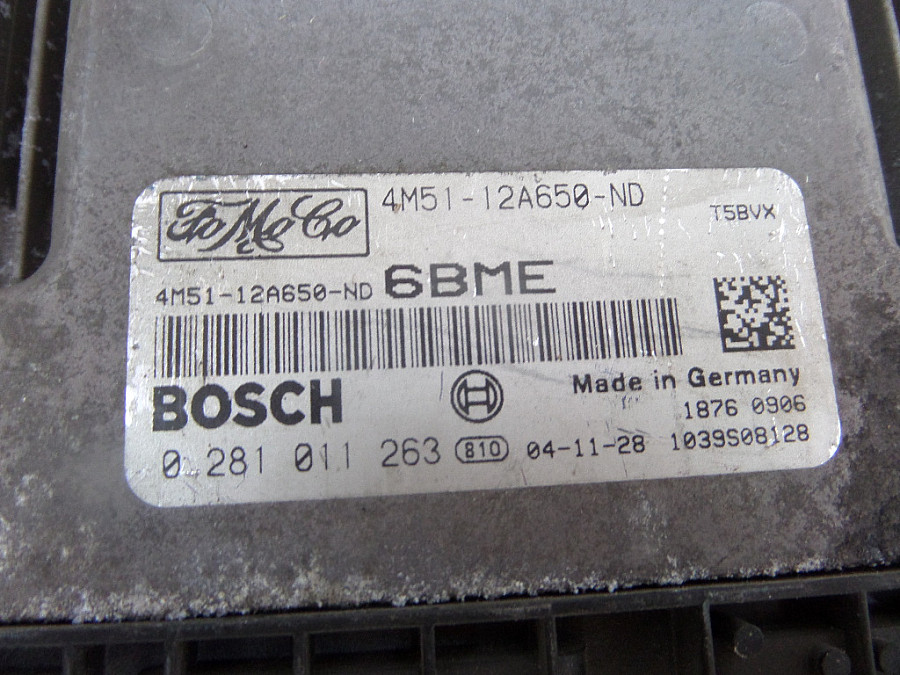 FoMoCo
4M51-12A650-ND
T5BVX
4M51-12A650-ND 6BME
BOSCH
Made in Germany
1876 0906
0 281 011 263 810 04-11-28 1039S08128